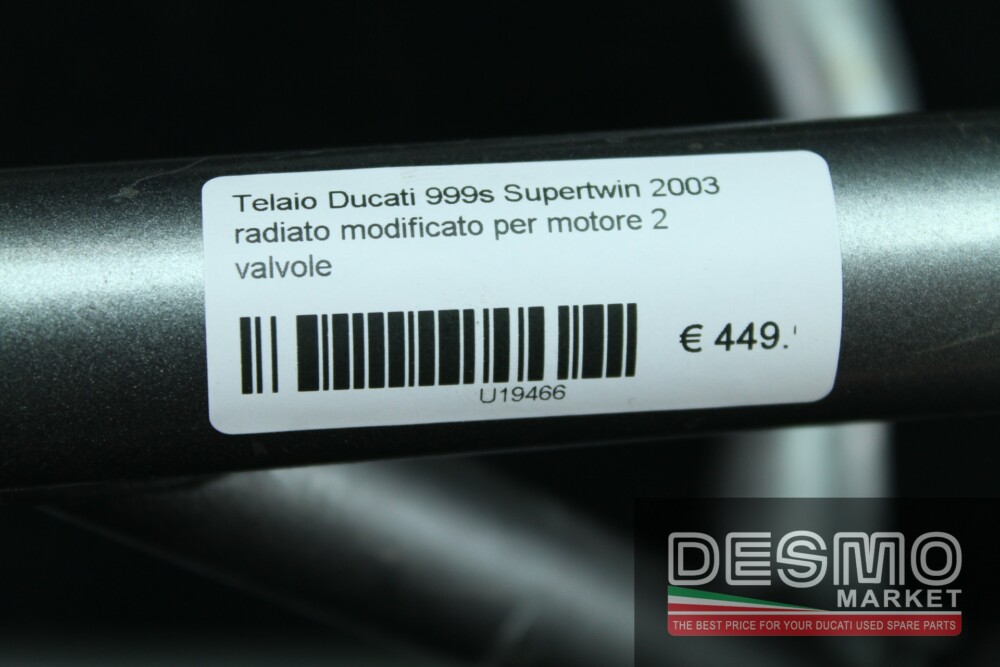 Telaio Ducati 999s Supertwin 2003
radiato modificato per motore 2
valvole
€ 449.
U19466
DESMO
MARKET
THE BEST PRICE FOR YOUR DUCATI USED SPARE PARTS